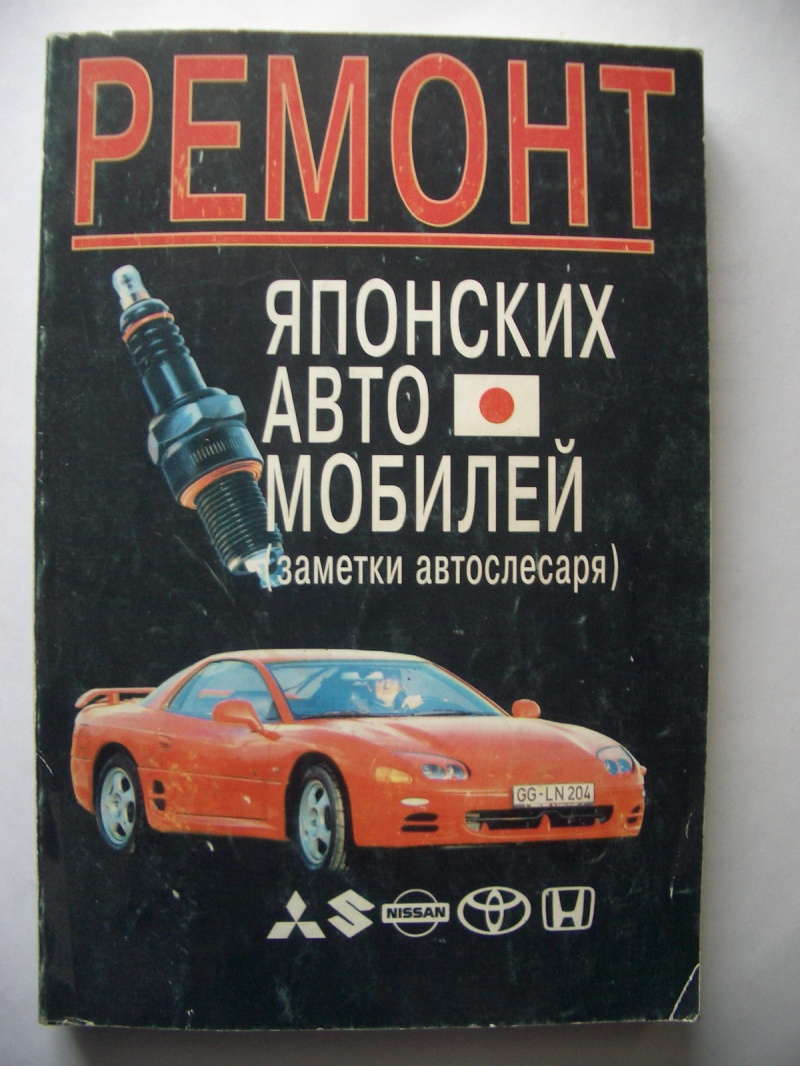 РЕМОНТ
ЯПОНСКИХ
АВТО
МОБИЛЕЙ
(заметки автослесаря)
GG-LN 204
NISSAN